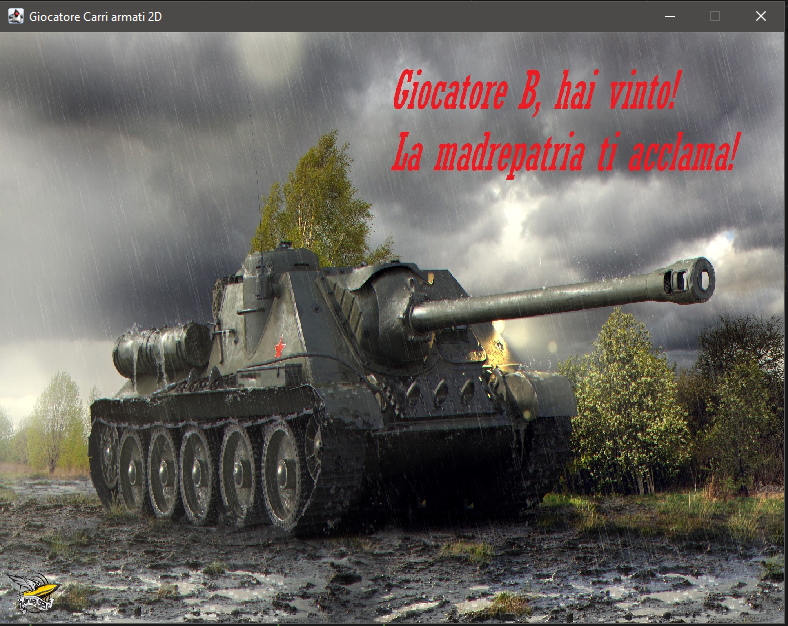 Giocatore Carri armati 2D
Giocatore B, hai vinto!
La madrepatria ti acclama!